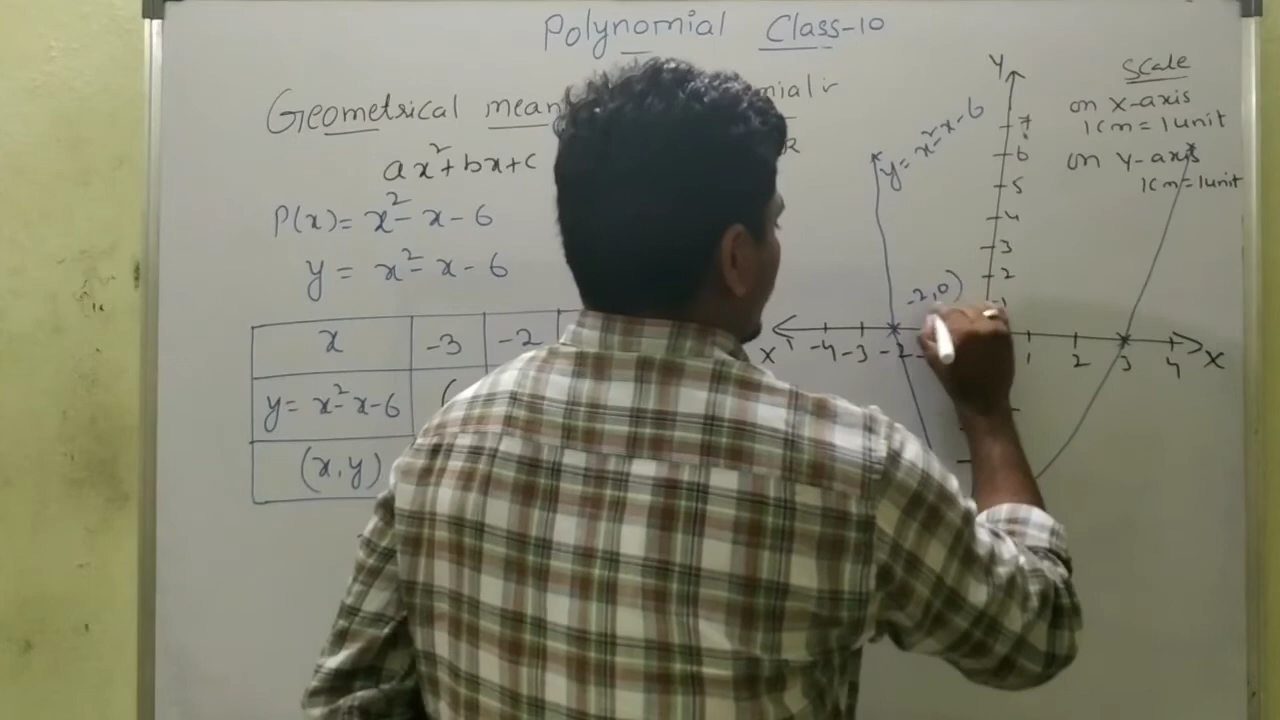 Polynomial Class-10
Geometrical mean
ax²+bx+c
P(x)= x²- x-6
y = x²- x-6
x -3 -2
y= x²-x-6
(x,y)
Y
7
6
5
4
3
2
1
y= x²-x-6
-2,0)
X -4 -3 -2 1 2 3 4 X
Scale
on X-axis
1cm=1unit
on Y-axis
1cm=1unit